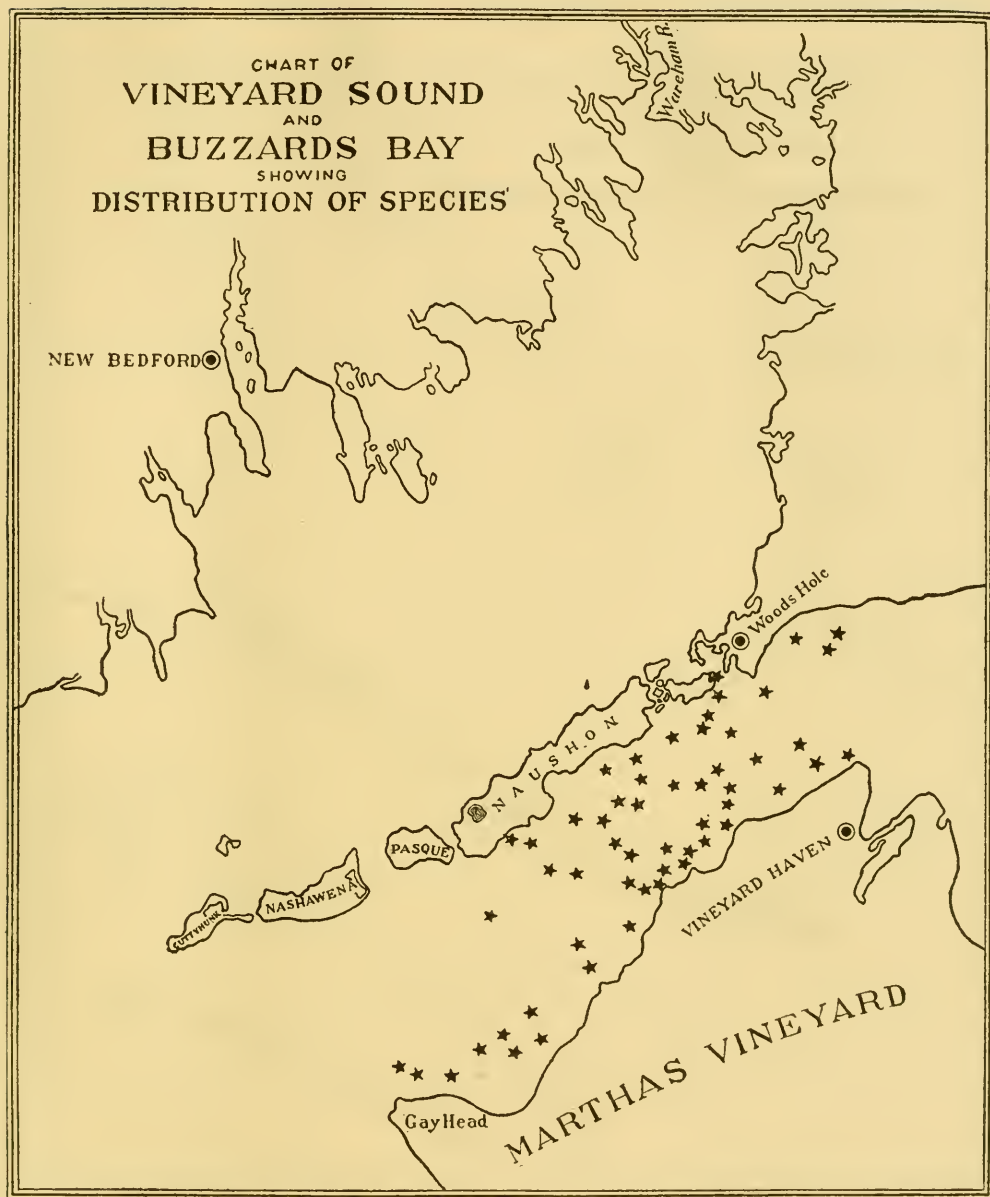 CHART OF
VINEYARD SOUND
AND
BUZZARDS BAY
SHOWING
DISTRIBUTION OF SPECIES
Wareham R.
NEW BEDFORD
Woods Hole
NAUSHON
PASQUE
NASHAWENA
CUTTYHUNK
VINEYARD HAVEN
MARTHAS VINEYARD
Gay Head